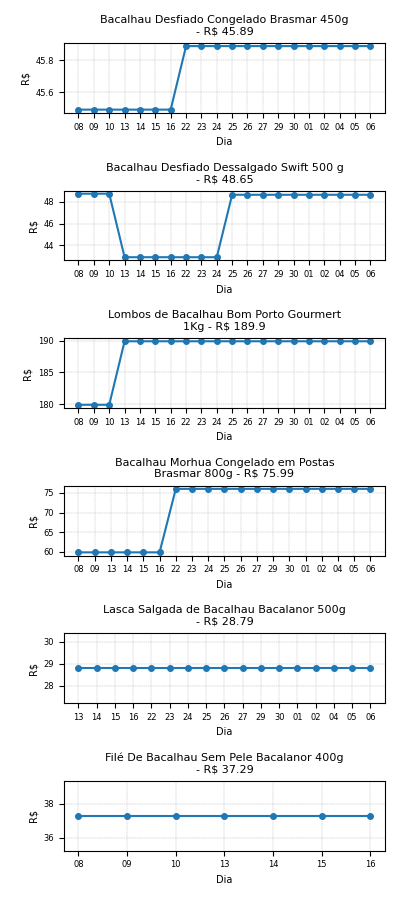 Bacalhau Desfiado Congelado Brasmar 450g
- R$ 45.89
R$
45.8
45.6
08 09 10 13 14 15 16 22 23 24 25 26 27 29 30 01 02 04 05 06
Dia
Bacalhau Desfiado Dessalgado Swift 500 g
- R$ 48.65
R$
48
46
44
08 09 10 13 14 15 16 22 23 24 25 26 27 29 30 01 02 04 05 06
Dia
Lombos de Bacalhau Bom Porto Gourmert
1Kg - R$ 189.9
R$
190
185
180
08 09 10 13 14 15 16 22 23 24 25 26 27 29 30 01 02 04 05 06
Dia
Bacalhau Morhua Congelado em Postas
Brasmar 800g - R$ 75.99
R$
75
70
65
60
08 09 13 14 15 16 22 23 24 25 26 27 29 30 01 02 04 05 06
Dia
Lasca Salgada de Bacalhau Bacalanor 500g
- R$ 28.79
R$
30
29
28
13 14 15 16 22 23 24 25 26 27 29 30 01 02 04 05 06
Dia
Filé De Bacalhau Sem Pele Bacalanor 400g
- R$ 37.29
R$
38
36
08 09 10 13 14 15 16
Dia